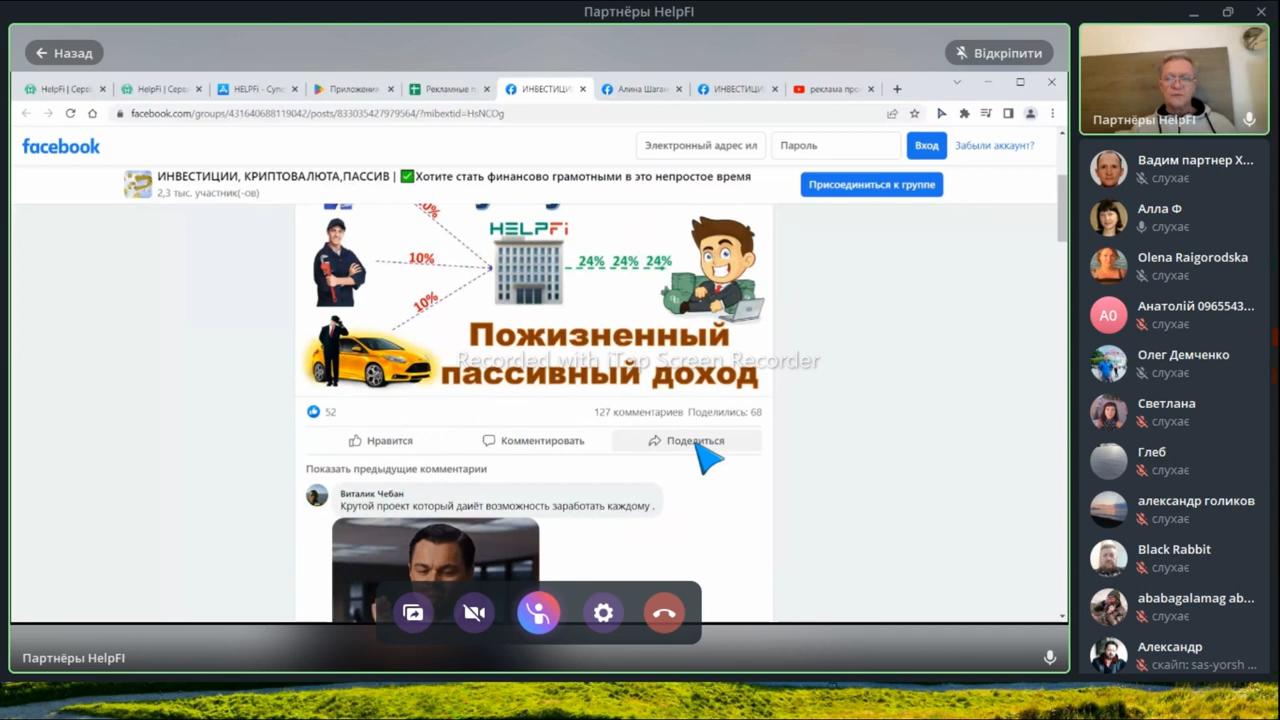 Партнёры HelpFI
Назад
Відкріпити
HelpFi | Серв
HelpFi | Серв
HELPFi - Супс
Приложения
Рекламные п
ИНВЕСТИЦИ
Алина Шаган
ИНВЕСТИЦИ
реклама про
facebook.com/groups/431640688119042/posts/833035427979564/?mibextid=HsNCOg
facebook
Электронный адрес ил
Пароль
Вход
Забыли аккаунт?
ИНВЕСТИЦИИ, КРИПТОВАЛЮТА,ПАССИВ | ✅Хотите стать финансово грамотными в это непростое время
2,3 тыс. участник(-ов)
Присоединиться к группе
HELPFi
10%
24% 24% 24%
10%
Пожизненный
пассивный доход
Recorded with iTop Screen Recorder
52
127 комментариев Поделились: 68
Нравится
Комментировать
Поделиться
Показать предыдущие комментарии
Виталик Чебан
Крутой проект который даиёт возможность заработать каждому .
Партнёры HelpFI
Партнёры HelpFI
Вадим партнер Х...
слухає
Алла Ф
слухає
Olena Raigorodska
слухає
АО
Анатолій 0965543...
слухає
Олег Демченко
слухає
Светлана
слухає
Глеб
слухає
александр голиков
слухає
Black Rabbit
слухає
ababagalamag ab...
слухає
Александр
скайп: sas-yorsh ...